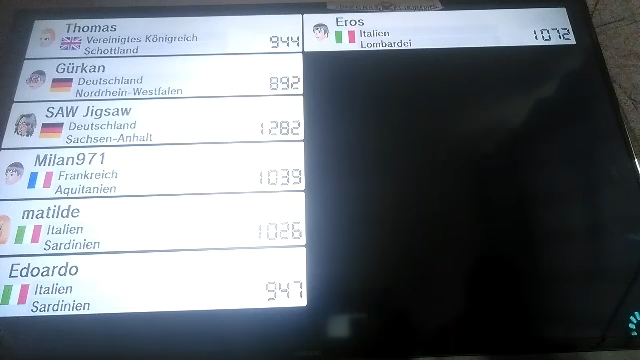 Thomas
Vereinigtes Königreich
Schottland
944
Gürkan
Deutschland
Nordrhein-Westfalen
892
SAW Jigsaw
Deutschland
Sachsen-Anhalt
1282
Milan971
Frankreich
Aquitanien
1039
matilde
Italien
Sardinien
1026
Edoardo
Italien
Sardinien
947
Eros
Italien
Lombardei
1072